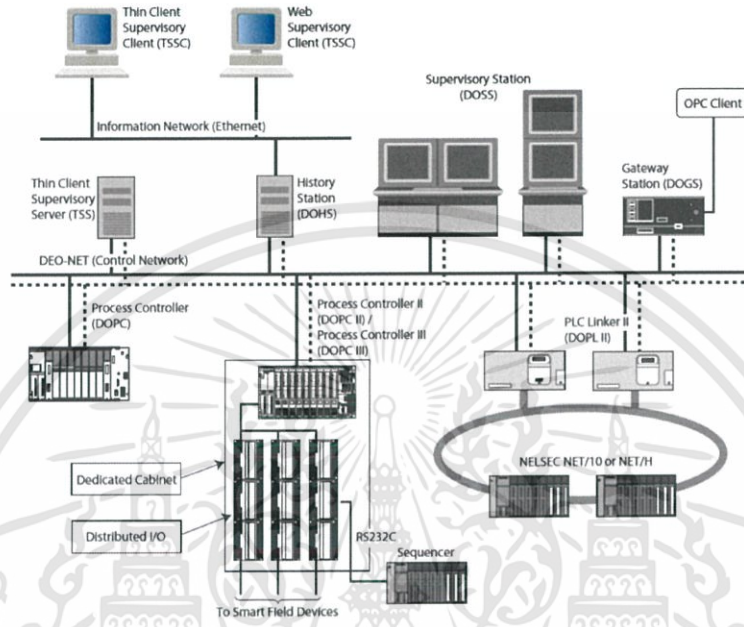 Thin Client
Supervisory
Client (TSSC)
Web
Supervisory
Client (TSSC)
Supervisory Station
(DOSS)
OPC Client
Information Network (Ethernet)
Thin Client
Supervisory
Server (TSS)
History
Station
(DOHS)
Gateway
Station (DOGS)
DEO-NET (Control Network)
Process Controller
(DOPC)
Process Controller II
(DOPC II) /
Process Controller III
(DOPC III)
PLC Linker II
(DOPL II)
NELSEC NET/10 or NET/H
Dedicated Cabinet
Distributed I/O
RS232C
Sequencer
To Smart Field Devices